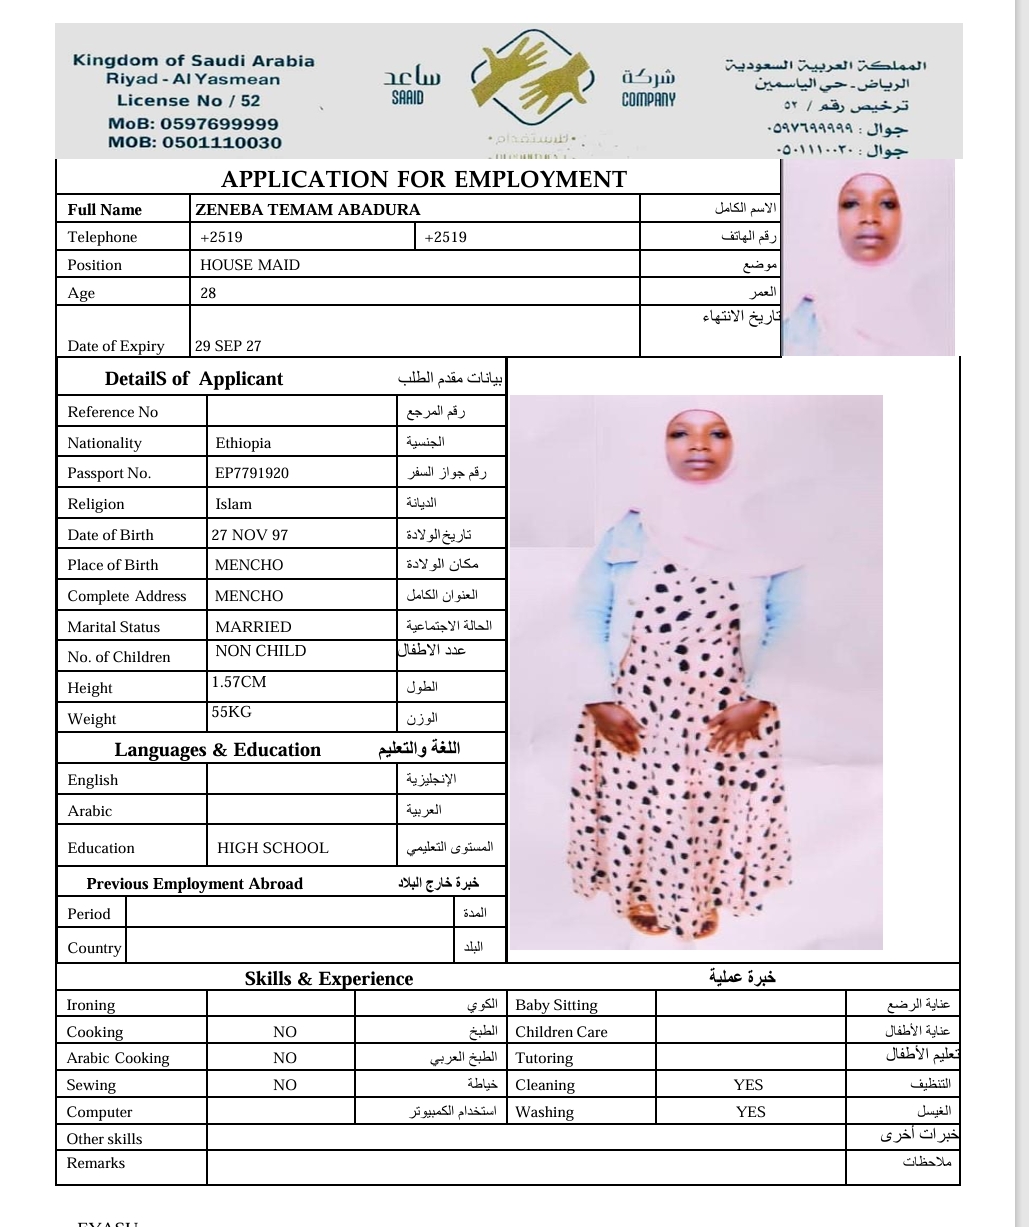 Kingdom of Saudi Arabia
Riyad - Al Yasmean
License No / 52
MoB: 0597699999
MOB: 0501110030
ساعد
SAAID
شركة
COMPANY
للاستقدام
المملكة العربية السعودية
الرياض - حي الياسمين
ترخيص رقم / ٥٢
جوال : ٠٥٩٧٦٩٩٩٩٩
جوال : ٠٥٠١١١٠٠٣٠
APPLICATION FOR EMPLOYMENT
Full Name ZENEBA TEMAM ABADURA الاسم الكامل
Telephone +2519 +2519 رقم الهاتف
Position HOUSE MAID موضع
Age 28 العمر
تاريخ الانتهاء
Date of Expiry 29 SEP 27
DetailS of Applicant بيانات مقدم الطلب
Reference No رقم المرجع
Nationality Ethiopia الجنسية
Passport No. EP7791920 رقم جواز السفر
Religion Islam الديانة
Date of Birth 27 NOV 97 تاريخ الولادة
Place of Birth MENCHO مكان الولادة
Complete Address MENCHO العنوان الكامل
Marital Status MARRIED الحالة الاجتماعية
No. of Children NON CHILD عدد الاطفال
Height 1.57CM الطول
Weight 55KG الوزن
Languages & Education اللغة والتعليم
English الإنجليزية
Arabic العربية
Education HIGH SCHOOL المستوى التعليمي
Previous Employment Abroad خبرة خارج البلاد
Period المدة
Country البلد
Skills & Experience خبرة عملية
Ironing الكوي Baby Sitting عناية الرضع
Cooking NO الطبخ Children Care عناية الأطفال
Arabic Cooking NO الطبخ العربي Tutoring تعليم الأطفال
Sewing NO خياطة Cleaning YES التنظيف
Computer استخدام الكمبيوتر Washing YES الغيسل
Other skills خبرات أخرى
Remarks ملاحظات
EYASU